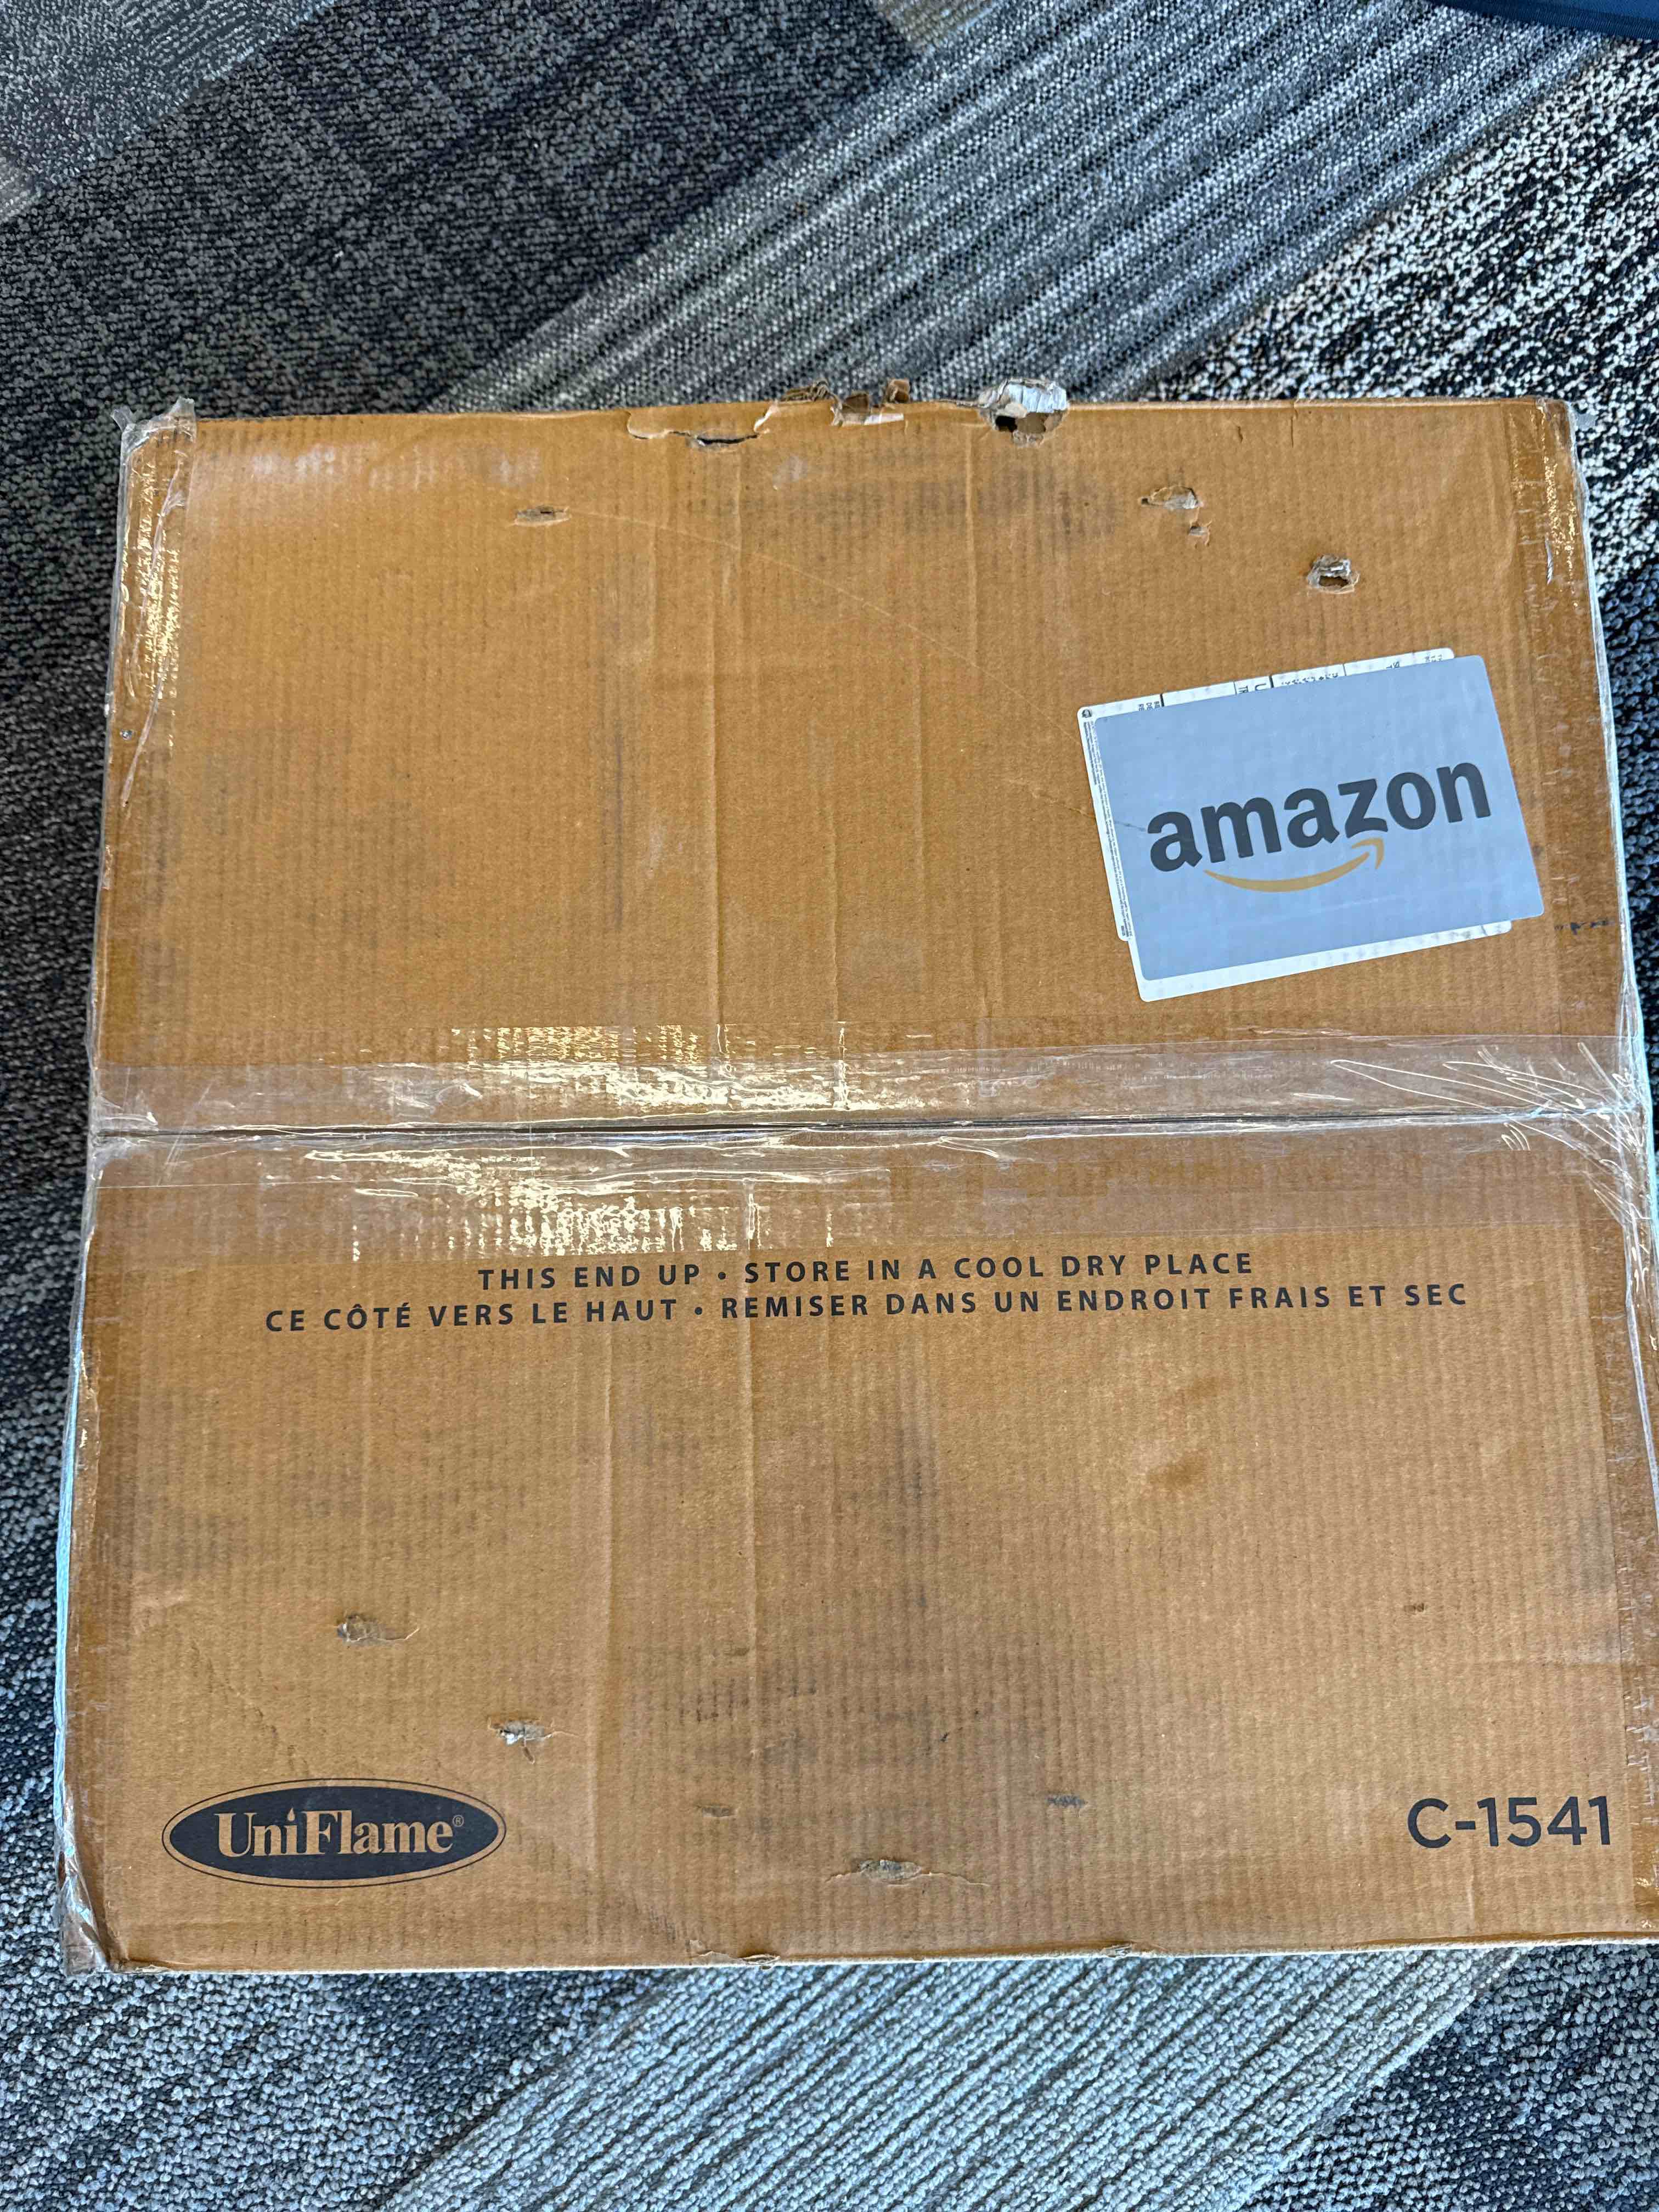 amazon
THIS END UP • STORE IN A COOL DRY PLACE
CE CÔTÉ VERS LE HAUT • REMISER DANS UN ENDROIT FRAIS ET SEC
UniFlame®
C-1541